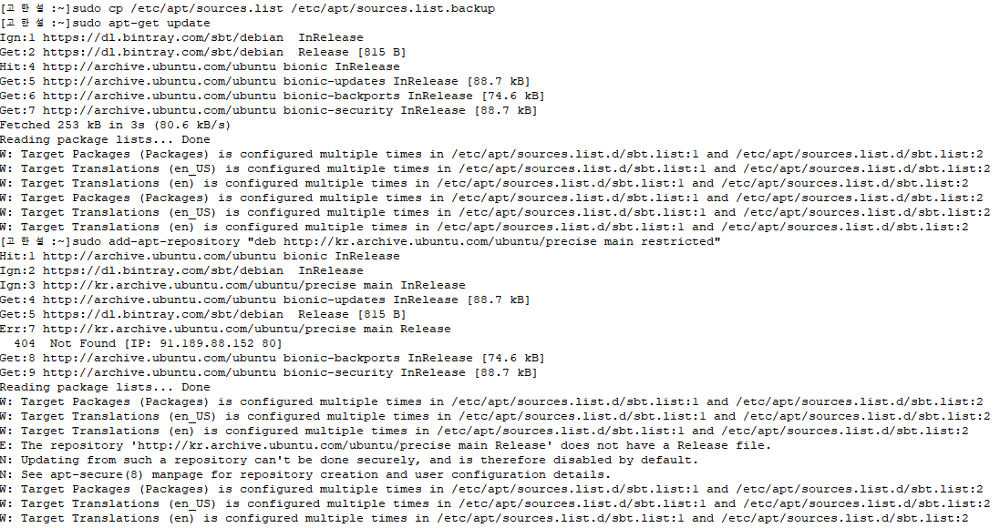 [고 한 설 :~]sudo cp /etc/apt/sources.list /etc/apt/sources.list.backup
[고 한 설 :~]sudo apt-get update
Ign:1 https://dl.bintray.com/sbt/debian  InRelease
Get:2 https://dl.bintray.com/sbt/debian  Release [815 B]
Hit:4 http://archive.ubuntu.com/ubuntu bionic InRelease
Get:5 http://archive.ubuntu.com/ubuntu bionic-updates InRelease [88.7 kB]
Get:6 http://archive.ubuntu.com/ubuntu bionic-backports InRelease [74.6 kB]
Get:7 http://archive.ubuntu.com/ubuntu bionic-security InRelease [88.7 kB]
Fetched 253 kB in 3s (80.6 kB/s)
Reading package lists... Done
W: Target Packages (Packages) is configured multiple times in /etc/apt/sources.list.d/sbt.list:1 and /etc/apt/sources.list.d/sbt.list:2
W: Target Translations (en_US) is configured multiple times in /etc/apt/sources.list.d/sbt.list:1 and /etc/apt/sources.list.d/sbt.list:2
W: Target Translations (en) is configured multiple times in /etc/apt/sources.list.d/sbt.list:1 and /etc/apt/sources.list.d/sbt.list:2
W: Target Packages (Packages) is configured multiple times in /etc/apt/sources.list.d/sbt.list:1 and /etc/apt/sources.list.d/sbt.list:2
W: Target Translations (en_US) is configured multiple times in /etc/apt/sources.list.d/sbt.list:1 and /etc/apt/sources.list.d/sbt.list:2
W: Target Translations (en) is configured multiple times in /etc/apt/sources.list.d/sbt.list:1 and /etc/apt/sources.list.d/sbt.list:2
[고 한 설 :~]sudo add-apt-repository "deb http://kr.archive.ubuntu.com/ubuntu/precise main restricted"
Hit:1 http://archive.ubuntu.com/ubuntu bionic InRelease
Ign:2 https://dl.bintray.com/sbt/debian  InRelease
Ign:3 http://kr.archive.ubuntu.com/ubuntu/precise main InRelease
Get:4 http://archive.ubuntu.com/ubuntu bionic-updates InRelease [88.7 kB]
Get:5 https://dl.bintray.com/sbt/debian  Release [815 B]
Err:7 http://kr.archive.ubuntu.com/ubuntu/precise main Release
  404  Not Found [IP: 91.189.88.152 80]
Get:8 http://archive.ubuntu.com/ubuntu bionic-backports InRelease [74.6 kB]
Get:9 http://archive.ubuntu.com/ubuntu bionic-security InRelease [88.7 kB]
Reading package lists... Done
W: Target Packages (Packages) is configured multiple times in /etc/apt/sources.list.d/sbt.list:1 and /etc/apt/sources.list.d/sbt.list:2
W: Target Translations (en_US) is configured multiple times in /etc/apt/sources.list.d/sbt.list:1 and /etc/apt/sources.list.d/sbt.list:2
W: Target Translations (en) is configured multiple times in /etc/apt/sources.list.d/sbt.list:1 and /etc/apt/sources.list.d/sbt.list:2
E: The repository 'http://kr.archive.ubuntu.com/ubuntu/precise main Release' does not have a Release file.
N: Updating from such a repository can't be done securely, and is therefore disabled by default.
N: See apt-secure(8) manpage for repository creation and user configuration details.
W: Target Packages (Packages) is configured multiple times in /etc/apt/sources.list.d/sbt.list:1 and /etc/apt/sources.list.d/sbt.list:2
W: Target Translations (en_US) is configured multiple times in /etc/apt/sources.list.d/sbt.list:1 and /etc/apt/sources.list.d/sbt.list:2
W: Target Translations (en) is configured multiple times in /etc/apt/sources.list.d/sbt.list:1 and /etc/apt/sources.list.d/sbt.list:2